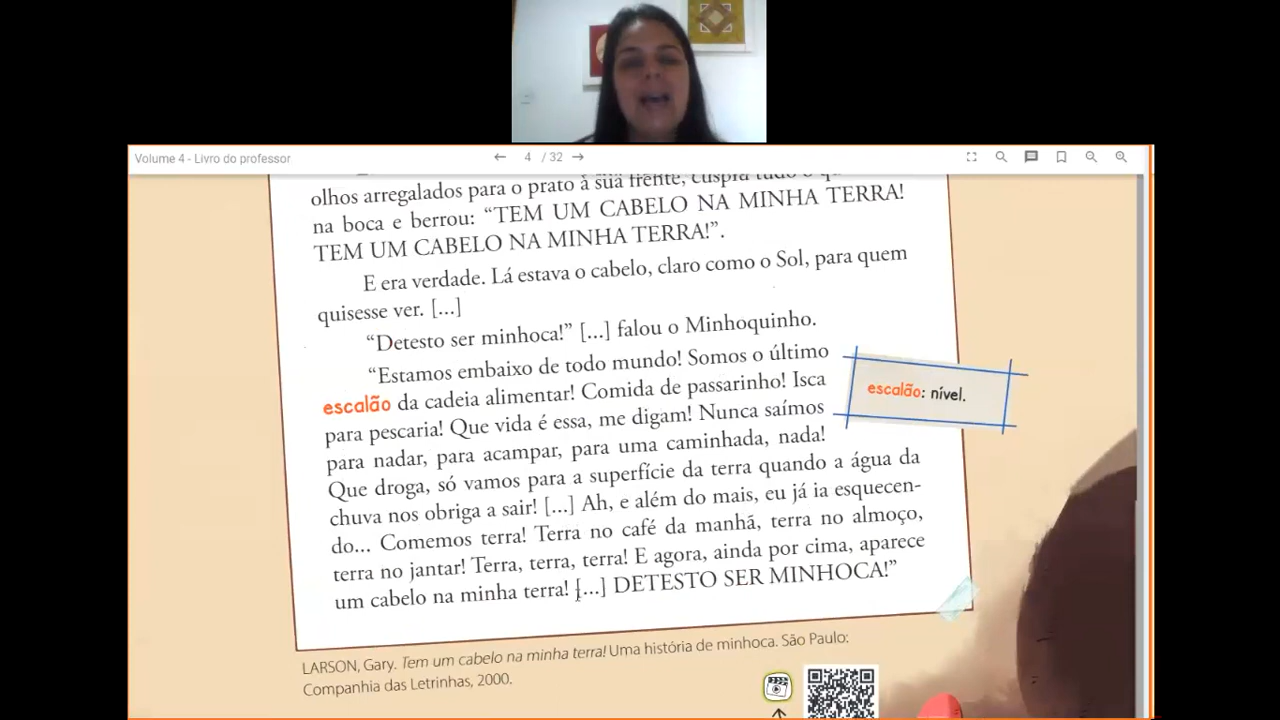 Volume 4 - Livro do professor
4 / 32
olhos arregalados para o prato à sua frente, cuspiu tudo o
na boca e berrou: “TEM UM CABELO NA MINHA TERRA!
TEM UM CABELO NA MINHA TERRA!”.
E era verdade. Lá estava o cabelo, claro como o Sol, para quem
quisesse ver. [...]
“Detesto ser minhoca!” [...] falou o Minhoquinho.
“Estamos embaixo de todo mundo! Somos o último
escalão da cadeia alimentar! Comida de passarinho! Isca
para pescaria! Que vida é essa, me digam! Nunca saímos
para nadar, para acampar, para uma caminhada, nada!
Que droga, só vamos para a superfície da terra quando a água da
chuva nos obriga a sair! [...] Ah, e além do mais, eu já ia esquecen-
do... Comemos terra! Terra no café da manhã, terra no almoço,
terra no jantar! Terra, terra, terra! E agora, ainda por cima, aparece
um cabelo na minha terra! [...] DETESTO SER MINHOCA!”
escalão: nível.
LARSON, Gary. Tem um cabelo na minha terra! Uma história de minhoca. São Paulo:
Companhia das Letrinhas, 2000.